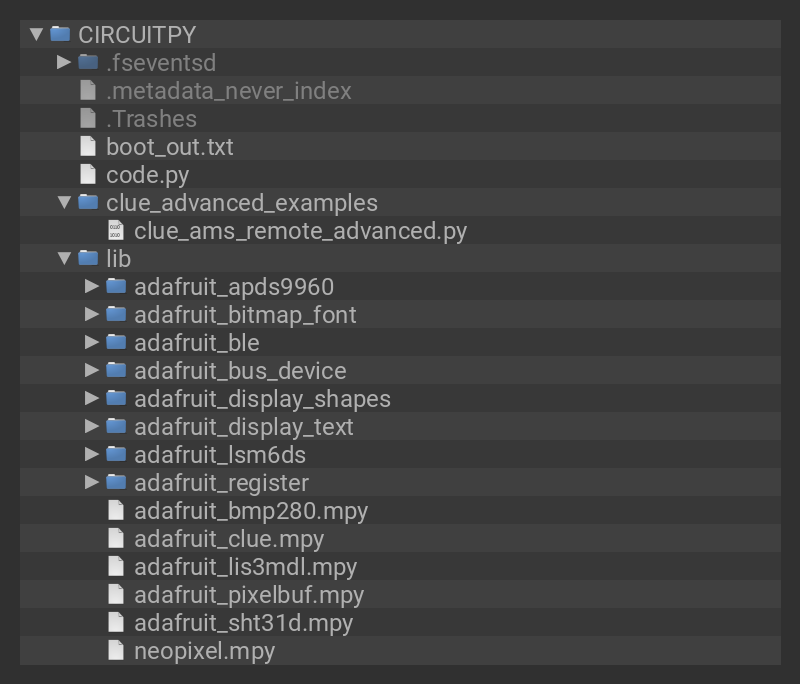 CIRCUITPY
.fseventsd
.metadata_never_index
.Trashes
boot_out.txt
code.py
clue_advanced_examples
clue_ams_remote_advanced.py
lib
adafruit_apds9960
adafruit_bitmap_font
adafruit_ble
adafruit_bus_device
adafruit_display_shapes
adafruit_display_text
adafruit_lsm6ds
adafruit_register
adafruit_bmp280.mpy
adafruit_clue.mpy
adafruit_lis3mdl.mpy
adafruit_pixelbuf.mpy
adafruit_sht31d.mpy
neopixel.mpy